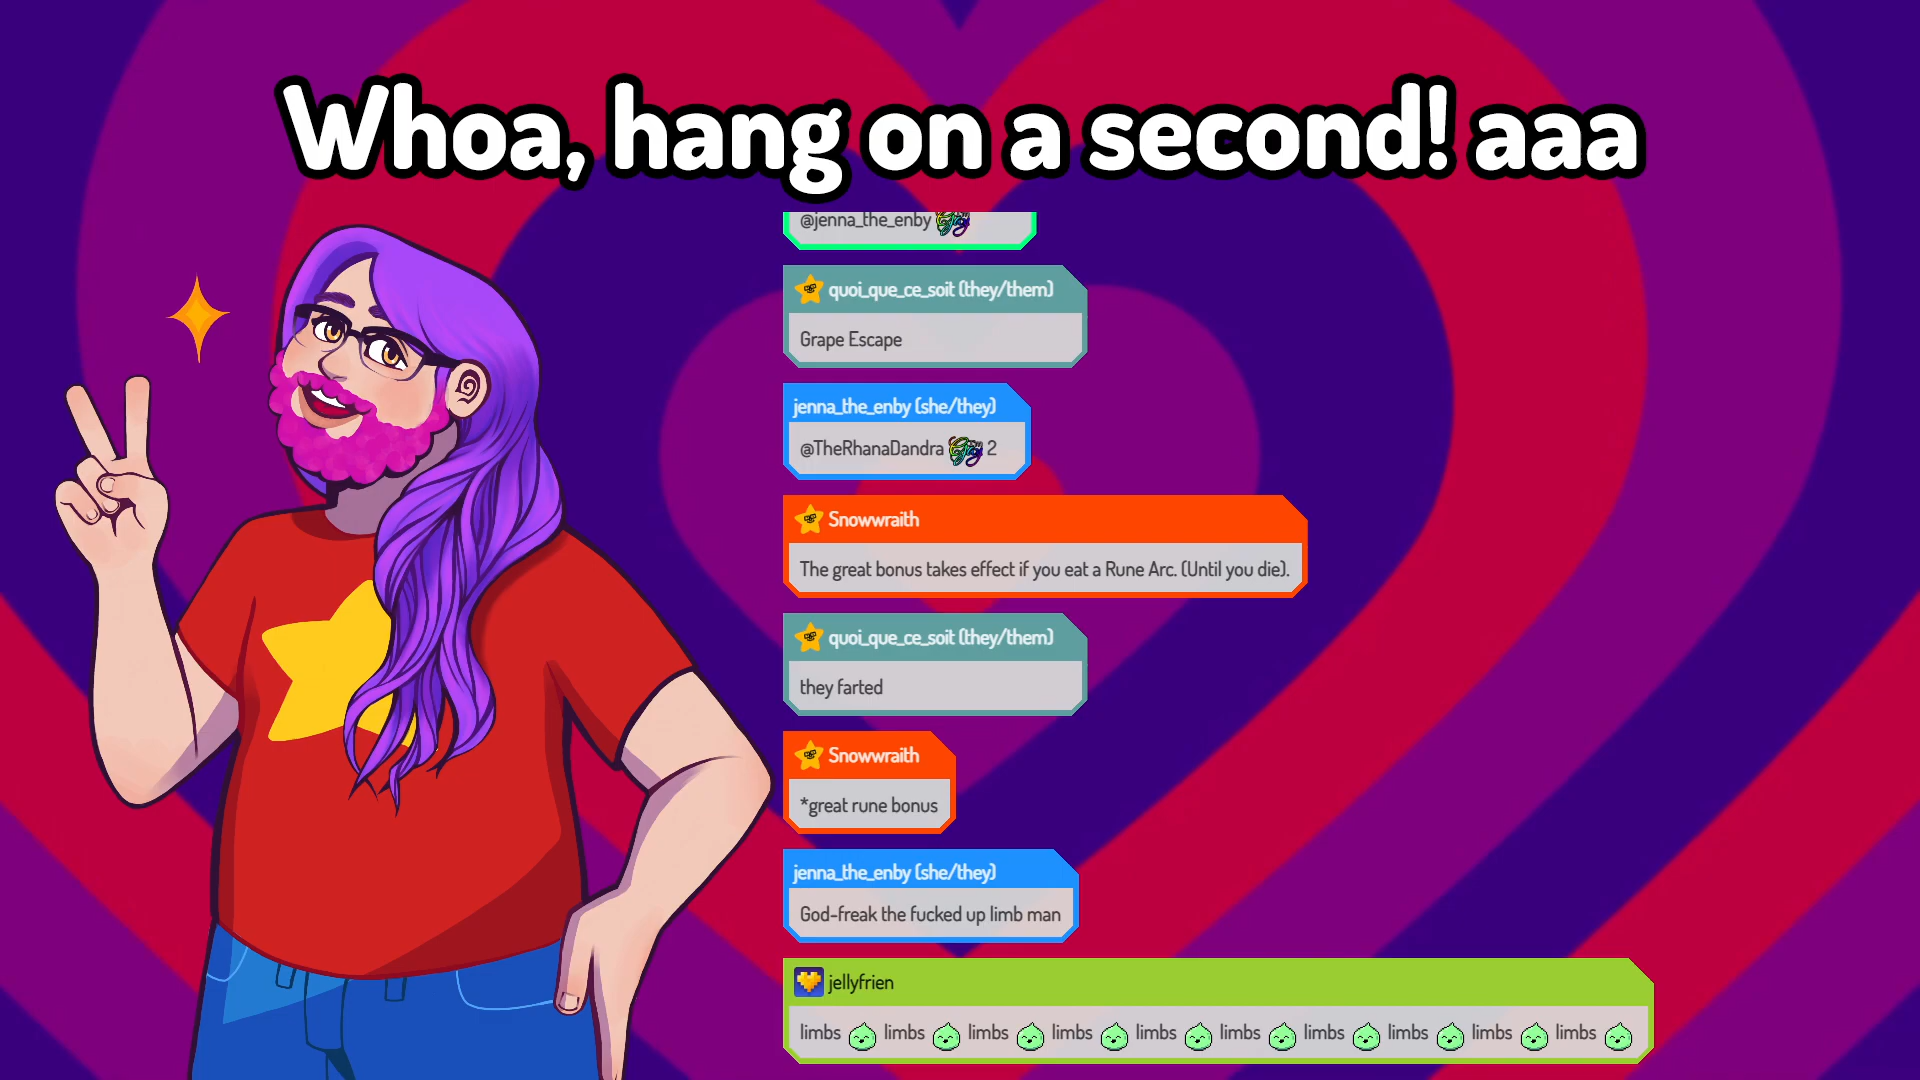 Whoa, hang on a second! aaa
@jenna_the_enby
quoi_que_ce_soit (they/them)
Grape Escape
jenna_the_enby (she/they)
@TheRhanaDandra 2
Snowwraith
The great bonus takes effect if you eat a Rune Arc. (Until you die).
quoi_que_ce_soit (they/them)
they farted
Snowwraith
*great rune bonus
jenna_the_enby (she/they)
God-freak the fucked up limb man
jellyfrien
limbs limbs limbs limbs limbs limbs limbs limbs limbs limbs